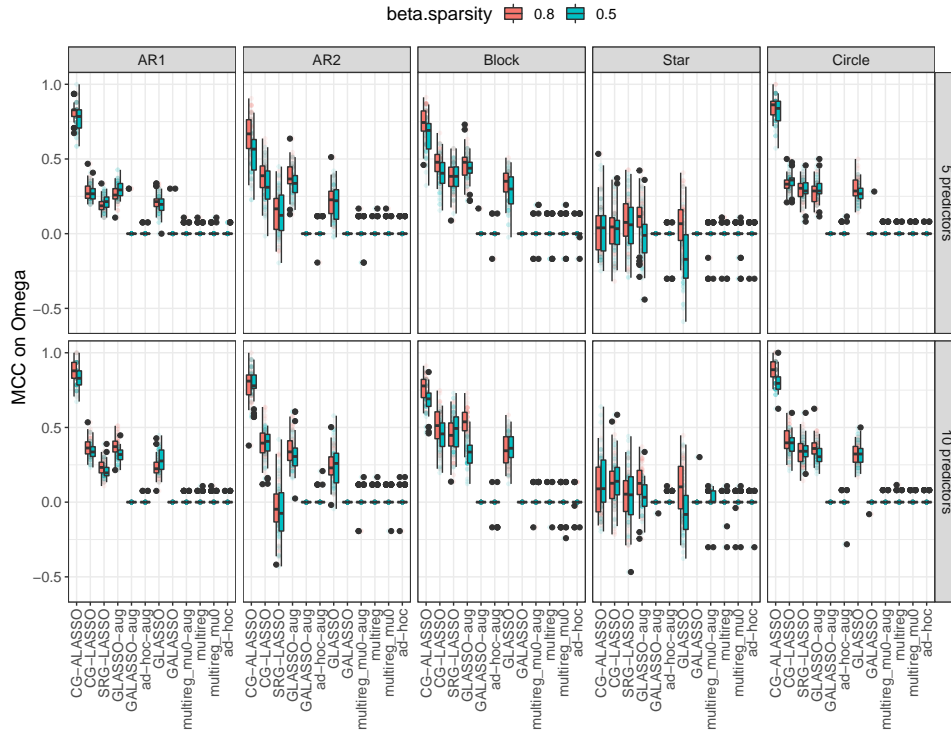 beta.sparsity 0.8 0.5
AR1 AR2 Block Star Circle
MCC on Omega
1.0
0.5
0.0
−0.5
5 predictors
1.0
0.5
0.0
−0.5
10 predictors
CG−ALASSO
CG−LASSO
SRG−LASSO
GLASSO−aug
GALASSO−aug
ad−hoc−aug
GLASSO
GALASSO
multireg_mu0−aug
multireg
multireg_mu0
ad−hoc
CG−ALASSO
CG−LASSO
SRG−LASSO
GLASSO−aug
GALASSO−aug
ad−hoc−aug
GLASSO
GALASSO
multireg_mu0−aug
multireg
multireg_mu0
ad−hoc
CG−ALASSO
CG−LASSO
SRG−LASSO
GLASSO−aug
GALASSO−aug
ad−hoc−aug
GLASSO
GALASSO
multireg_mu0−aug
multireg
multireg_mu0
ad−hoc
CG−ALASSO
CG−LASSO
SRG−LASSO
GLASSO−aug
GALASSO−aug
ad−hoc−aug
GLASSO
GALASSO
multireg_mu0−aug
multireg
multireg_mu0
ad−hoc
CG−ALASSO
CG−LASSO
SRG−LASSO
GLASSO−aug
GALASSO−aug
ad−hoc−aug
GLASSO
GALASSO
multireg_mu0−aug
multireg
multireg_mu0
ad−hoc